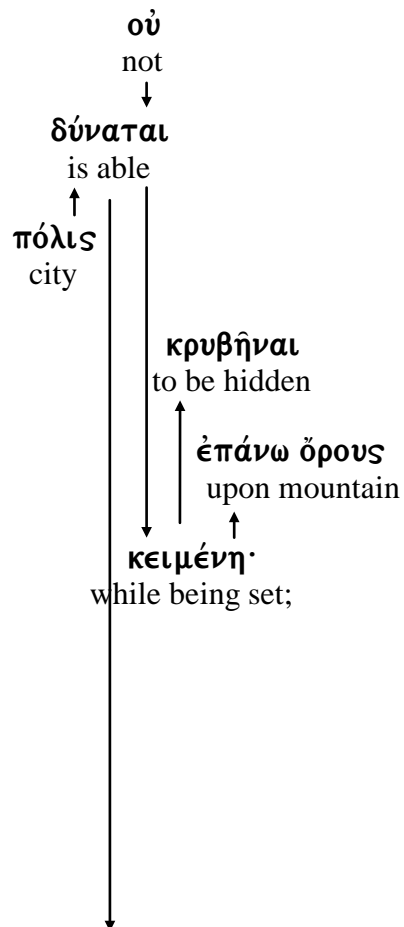 οὐ
not
δύναται
is able
πόλις
city
κρυβῆναι
to be hidden
ἐπάνω ὄρους
upon mountain
κειμένη·
while being set;